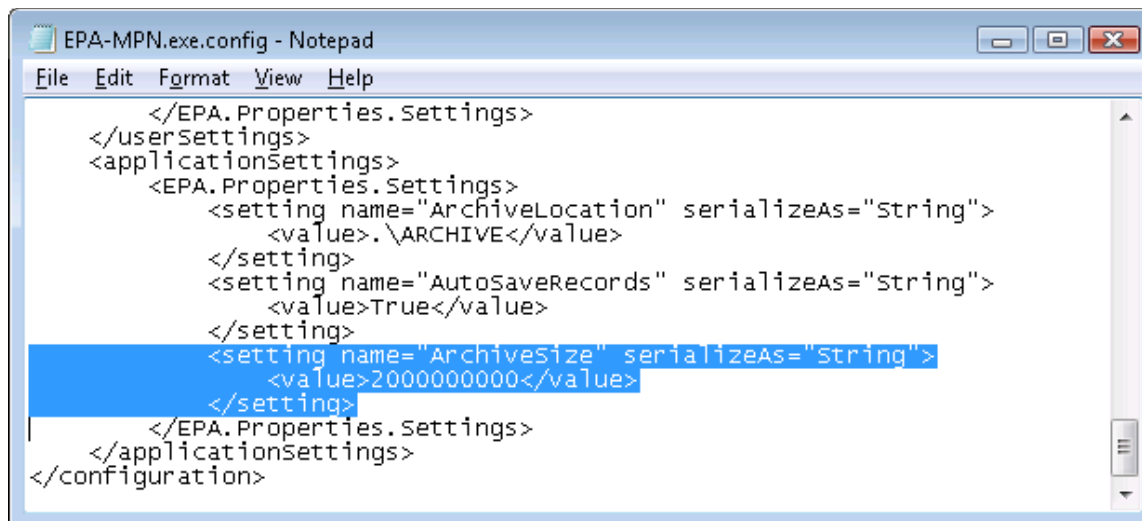 EPA-MPN.exe.config - Notepad
File Edit Format View Help
</EPA.Properties.Settings>
</userSettings>
<applicationSettings>
<EPA.Properties.Settings>
<setting name="ArchiveLocation" serializeAs="String">
<value>.\ARCHIVE</value>
</setting>
<setting name="AutoSaveRecords" serializeAs="String">
<value>True</value>
</setting>
<setting name="ArchiveSize" serializeAs="String">
<value>2000000000</value>
</setting>
</EPA.Properties.Settings>
</applicationSettings>
</configuration>